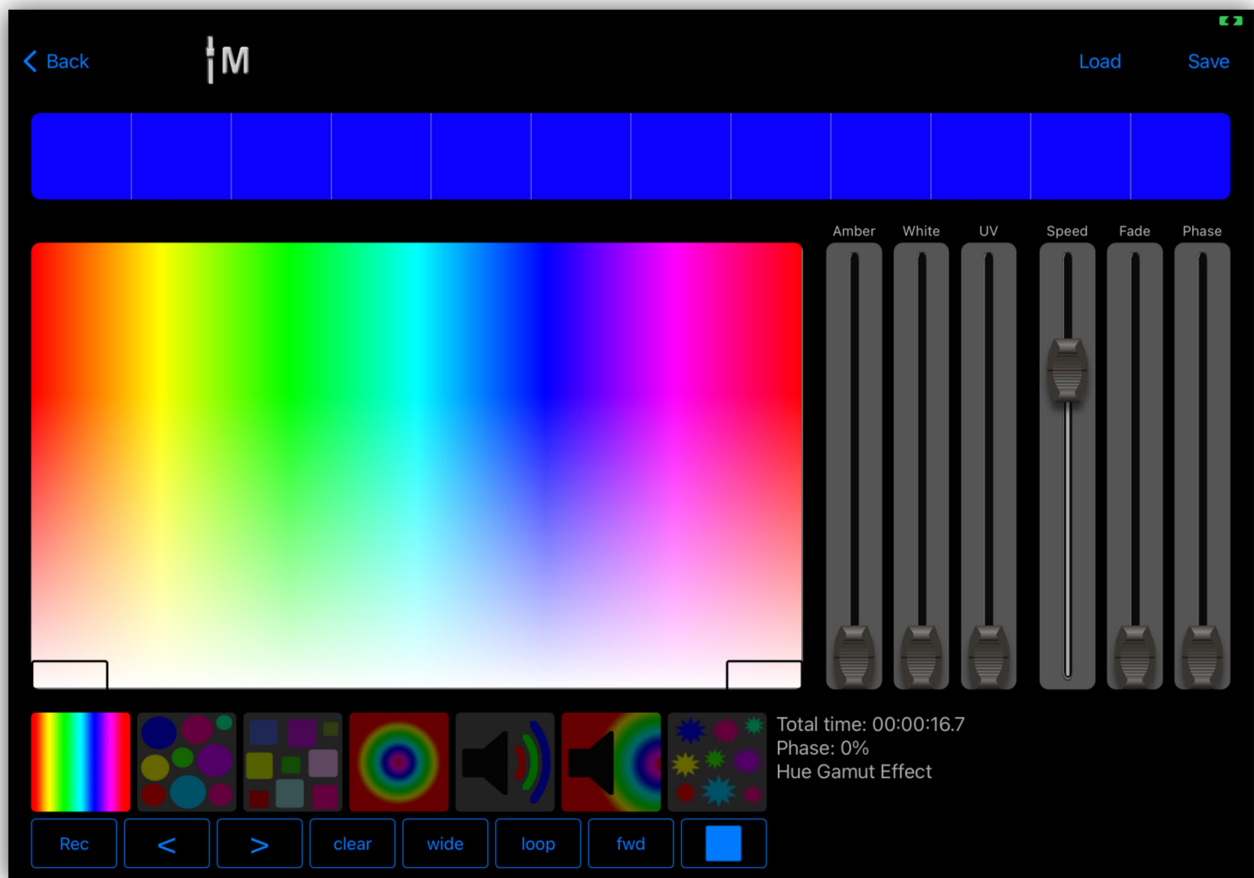 Back
M
Load
Save
Amber
White
UV
Speed
Fade
Phase
Total time: 00:00:16.7
Phase: 0%
Hue Gamut Effect
Rec
<
>
clear
wide
loop
fwd